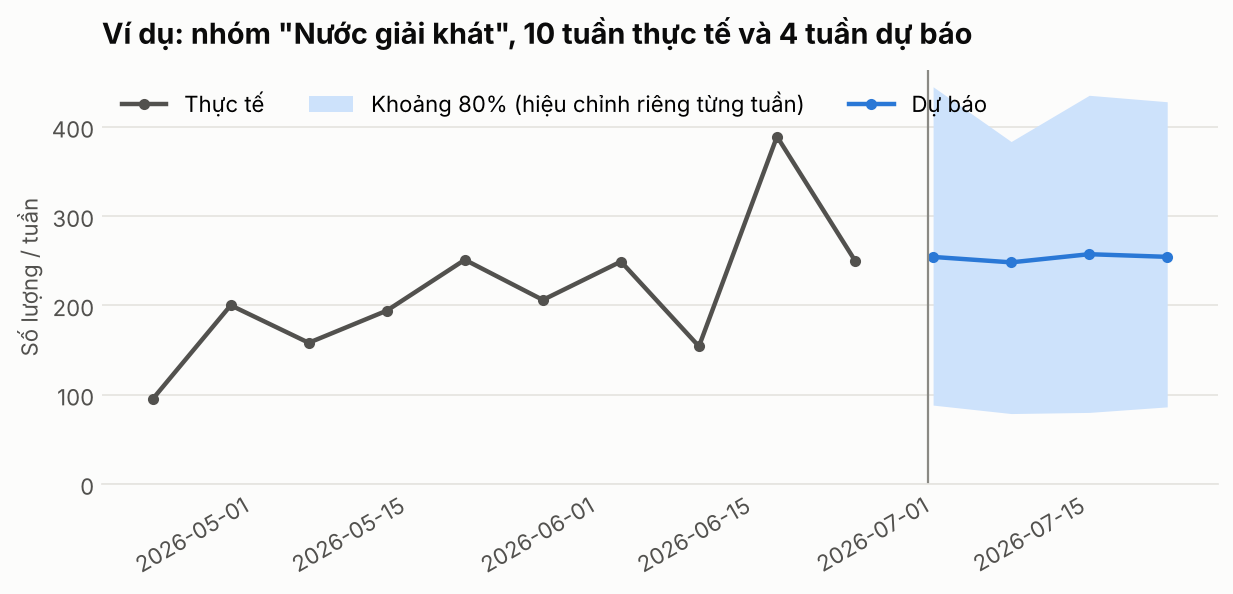 Ví dụ: nhóm "Nước giải khát", 10 tuần thực tế và 4 tuần dự báo
Thực tế
Khoảng 80% (hiệu chỉnh riêng từng tuần)
Dự báo
Số lượng / tuần
400
300
200
100
0
2026-05-01
2026-05-15
2026-06-01
2026-06-15
2026-07-01
2026-07-15